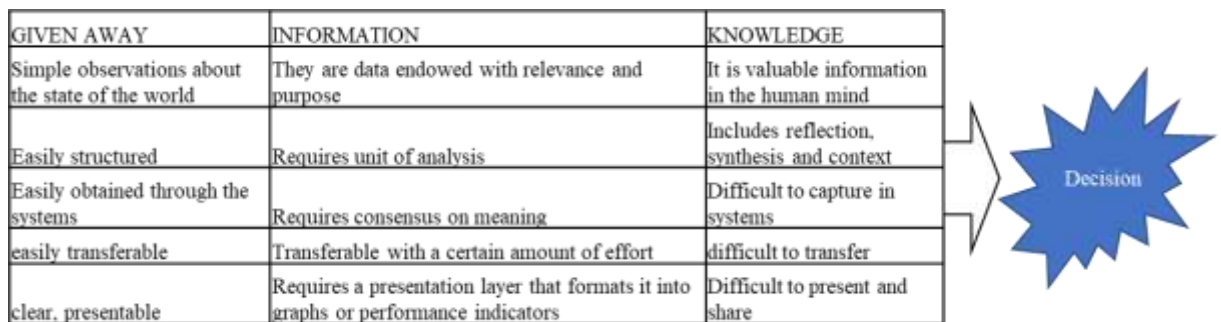 GIVEN AWAY INFORMATION KNOWLEDGE
Simple observations about
the state of the world
They are data endowed with relevance and
purpose
It is valuable information
in the human mind
Easily structured
Requires unit of analysis
Includes reflection,
synthesis and context
Easily obtained through the
systems
Requires consensus on meaning
Difficult to capture in
systems
easily transferable
Transferable with a certain amount of effort
difficult to transfer
clear, presentable
Requires a presentation layer that formats it into
graphs or performance indicators
Difficult to present and
share
Decision